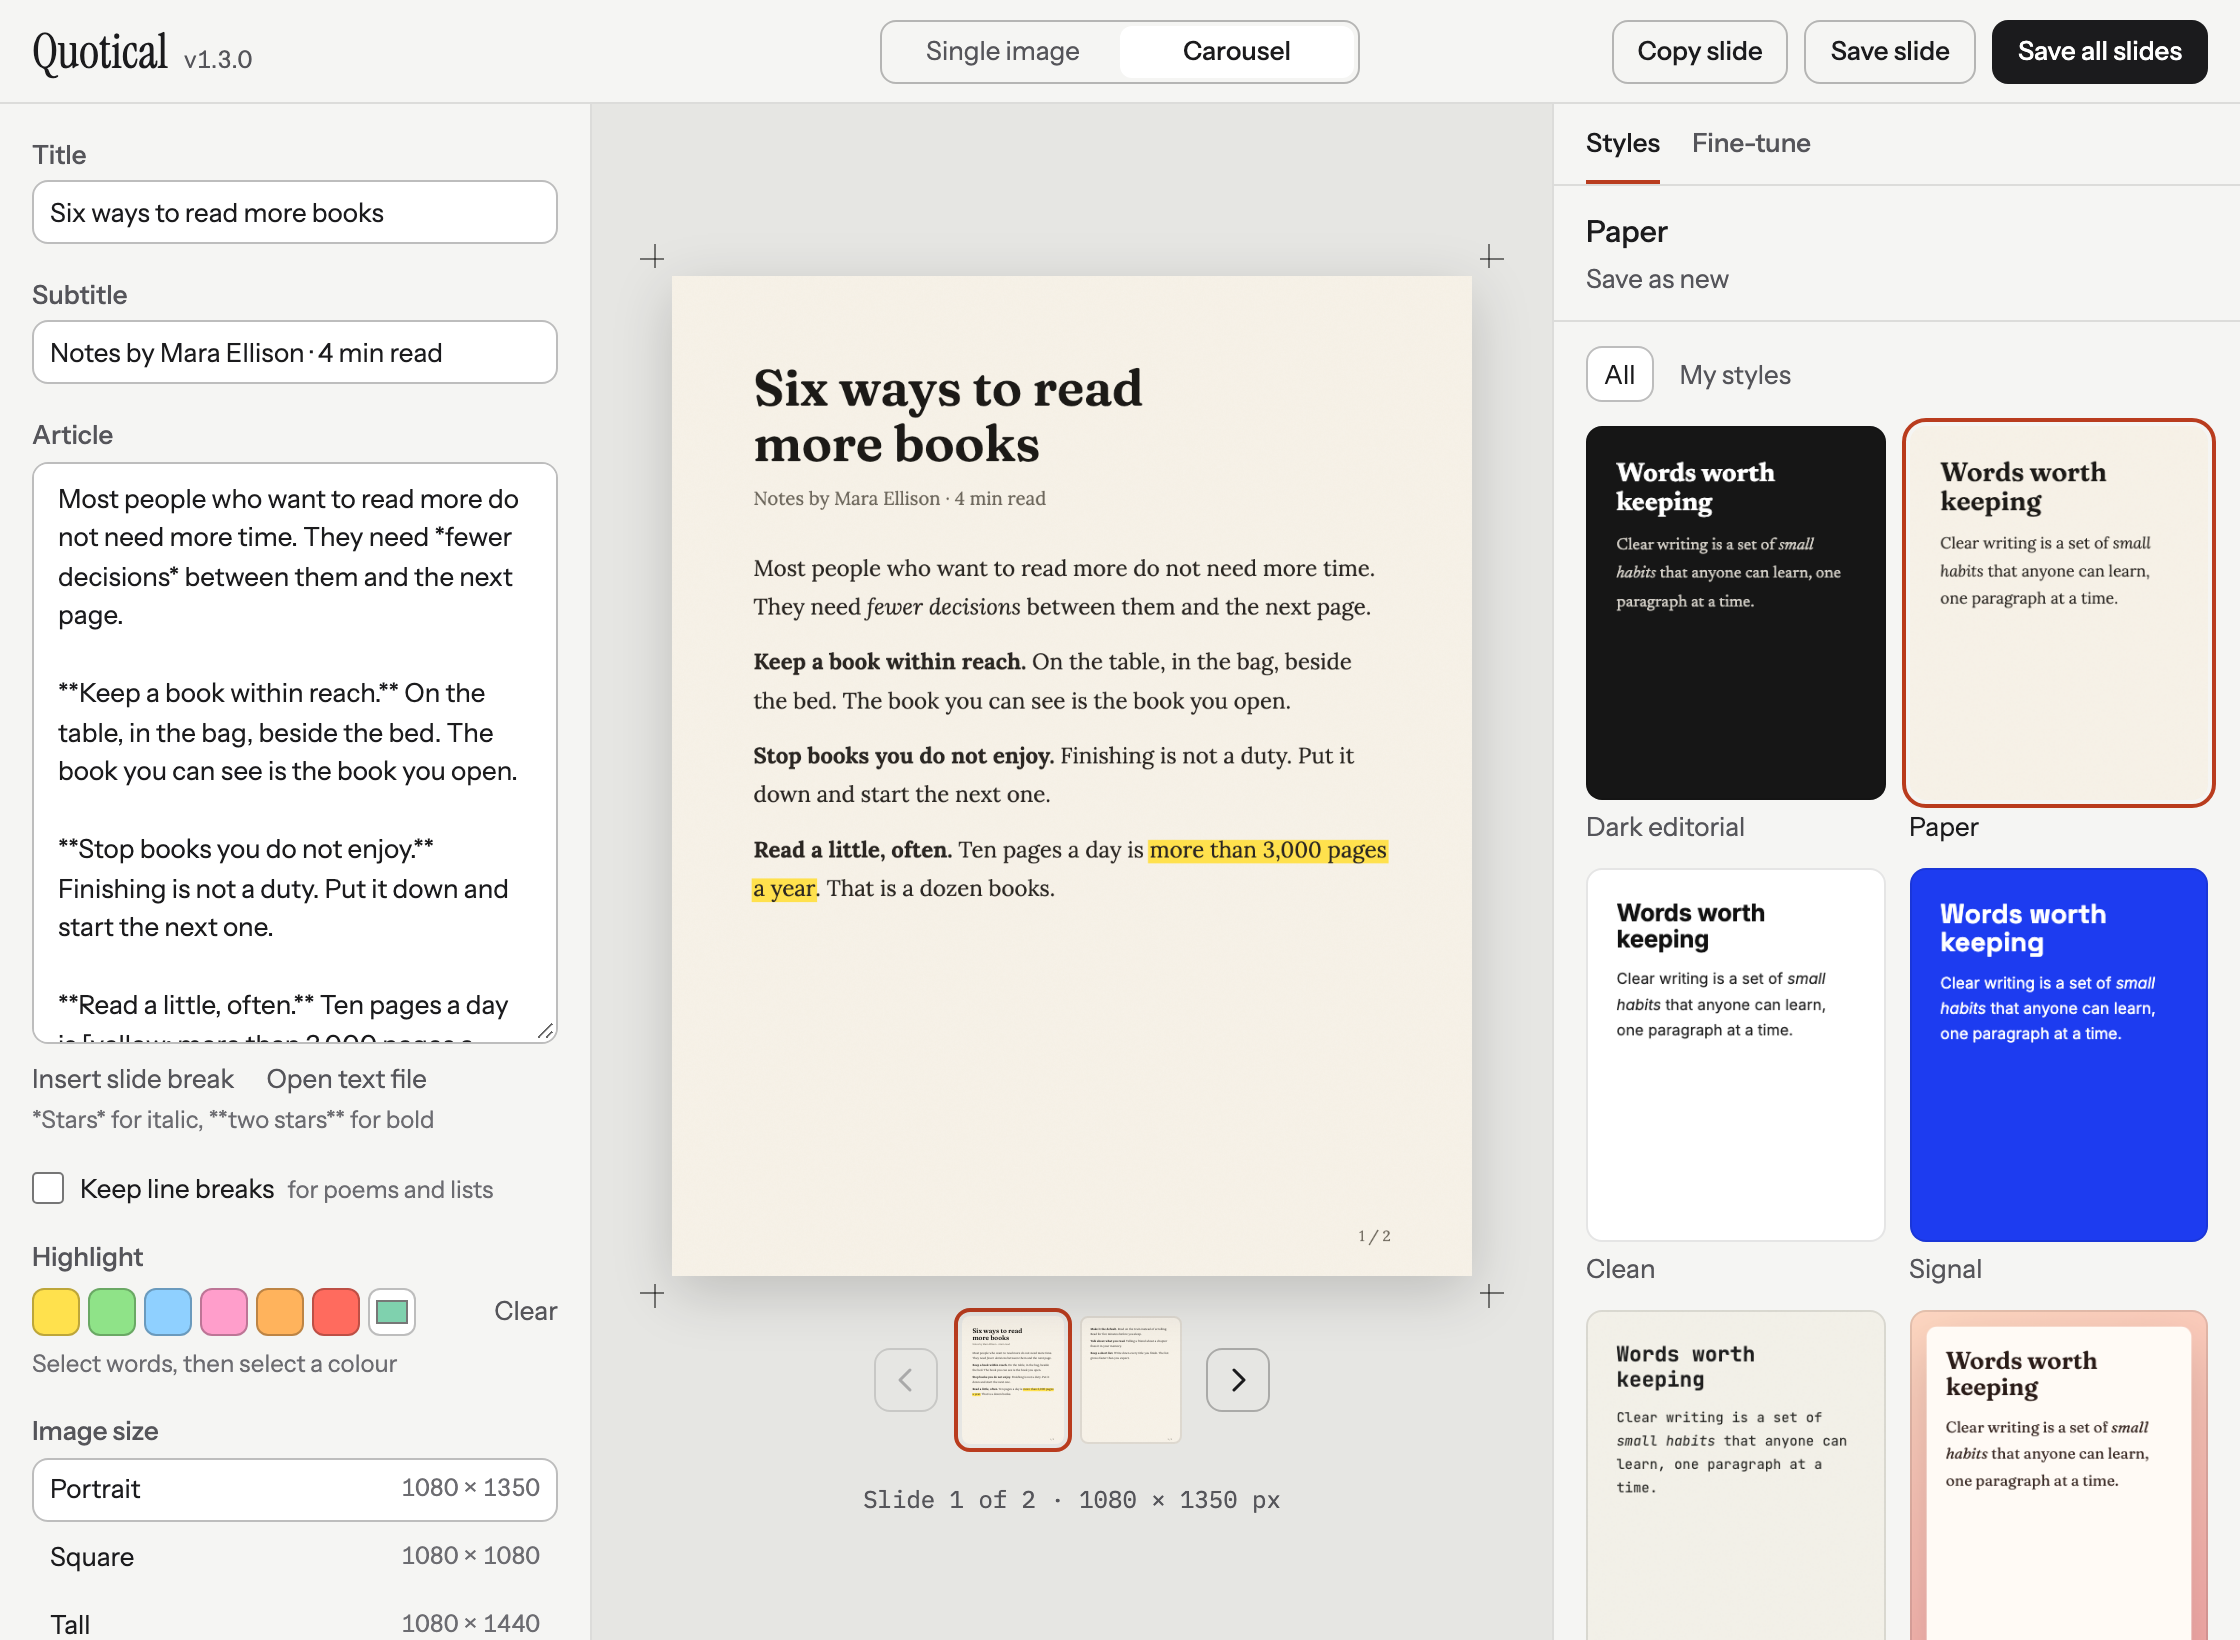 Quotical v1.3.0
Single image
Carousel
Copy slide
Save slide
Save all slides
Title
Six ways to read more books
Subtitle
Notes by Mara Ellison · 4 min read
Article
Most people who want to read more do
not need more time. They need *fewer
decisions* between them and the next
page.
**Keep a book within reach.** On the
table, in the bag, beside the bed. The
book you can see is the book you open.
**Stop books you do not enjoy.**
Finishing is not a duty. Put it down and
start the next one.
**Read a little, often.** Ten pages a day
is [yellow: more than 3,000 pages a
Insert slide break
Open text file
*Stars* for italic, **two stars** for bold
Keep line breaks for poems and lists
Highlight
Clear
Select words, then select a colour
Image size
Portrait 1080 × 1350
Square 1080 × 1080
Tall 1080 × 1440
Six ways to read
more books
Notes by Mara Ellison · 4 min read
Most people who want to read more do not need more time.
They need fewer decisions between them and the next page.
Keep a book within reach. On the table, in the bag, beside
the bed. The book you can see is the book you open.
Stop books you do not enjoy. Finishing is not a duty. Put it
down and start the next one.
Read a little, often. Ten pages a day is more than 3,000 pages
a year. That is a dozen books.
1 / 2
Six ways to read
more books
Slide 1 of 2 · 1080 × 1350 px
Styles
Fine-tune
Paper
Save as new
All
My styles
Words worth
keeping
Clear writing is a set of small
habits that anyone can learn, one
paragraph at a time.
Dark editorial
Words worth
keeping
Clear writing is a set of small
habits that anyone can learn,
one paragraph at a time.
Paper
Words worth
keeping
Clear writing is a set of small
habits that anyone can learn,
one paragraph at a time.
Clean
Words worth
keeping
Clear writing is a set of small
habits that anyone can learn,
one paragraph at a time.
Signal
Words worth
keeping
Clear writing is a set of
small habits that anyone can
learn, one paragraph at a
time.
Words worth
keeping
Clear writing is a set of small
habits that anyone can learn,
one paragraph at a time.